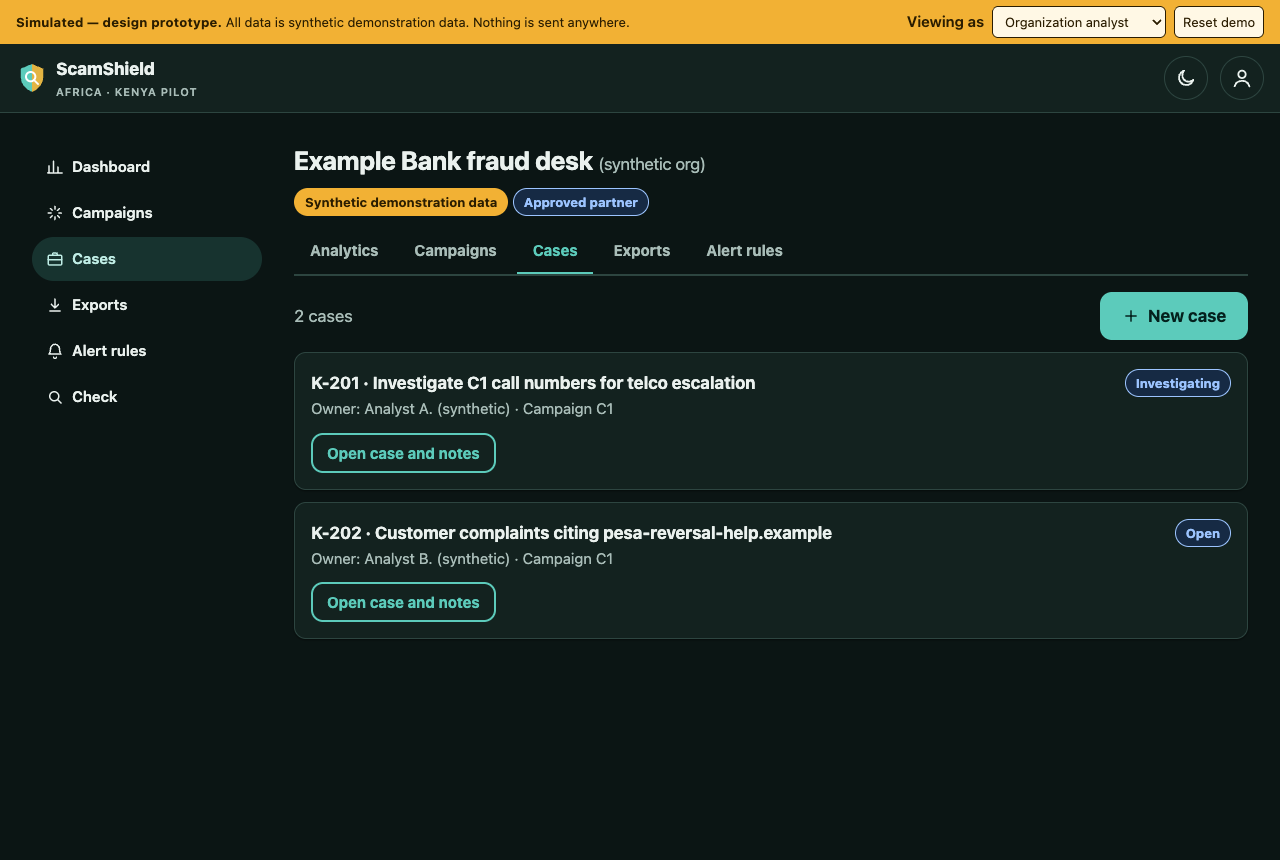 Simulated — design prototype. All data is synthetic demonstration data. Nothing is sent anywhere.
Viewing as
Organization analyst
Reset demo
ScamShield
AFRICA · KENYA PILOT
Dashboard
Campaigns
Cases
Exports
Alert rules
Check
Example Bank fraud desk (synthetic org)
Synthetic demonstration data
Approved partner
Analytics
Campaigns
Cases
Exports
Alert rules
2 cases
New case
K-201 · Investigate C1 call numbers for telco escalation
Investigating
Owner: Analyst A. (synthetic) · Campaign C1
Open case and notes
K-202 · Customer complaints citing pesa-reversal-help.example
Open
Owner: Analyst B. (synthetic) · Campaign C1
Open case and notes